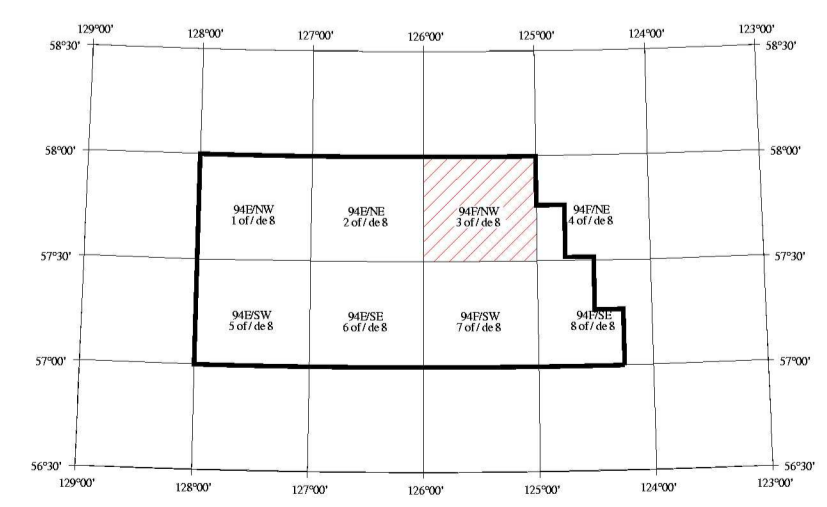 129°00'
128°00'
127°00'
126°00'
125°00'
124°00'
123°00'
58°30'
58°30'
58°00'
58°00'
94E/NW
1 of / de 8
94E/NE
2 of / de 8
94F/NW
3 of / de 8
94F/NE
4 of / de 8
57°30'
57°30'
94E/SW
5 of / de 8
94E/SE
6 of / de 8
94F/SW
7 of / de 8
94F/SE
8 of / de 8
57°00'
57°00'
56°30'
56°30'
129°00'
128°00'
127°00'
126°00'
125°00'
124°00'
123°00'